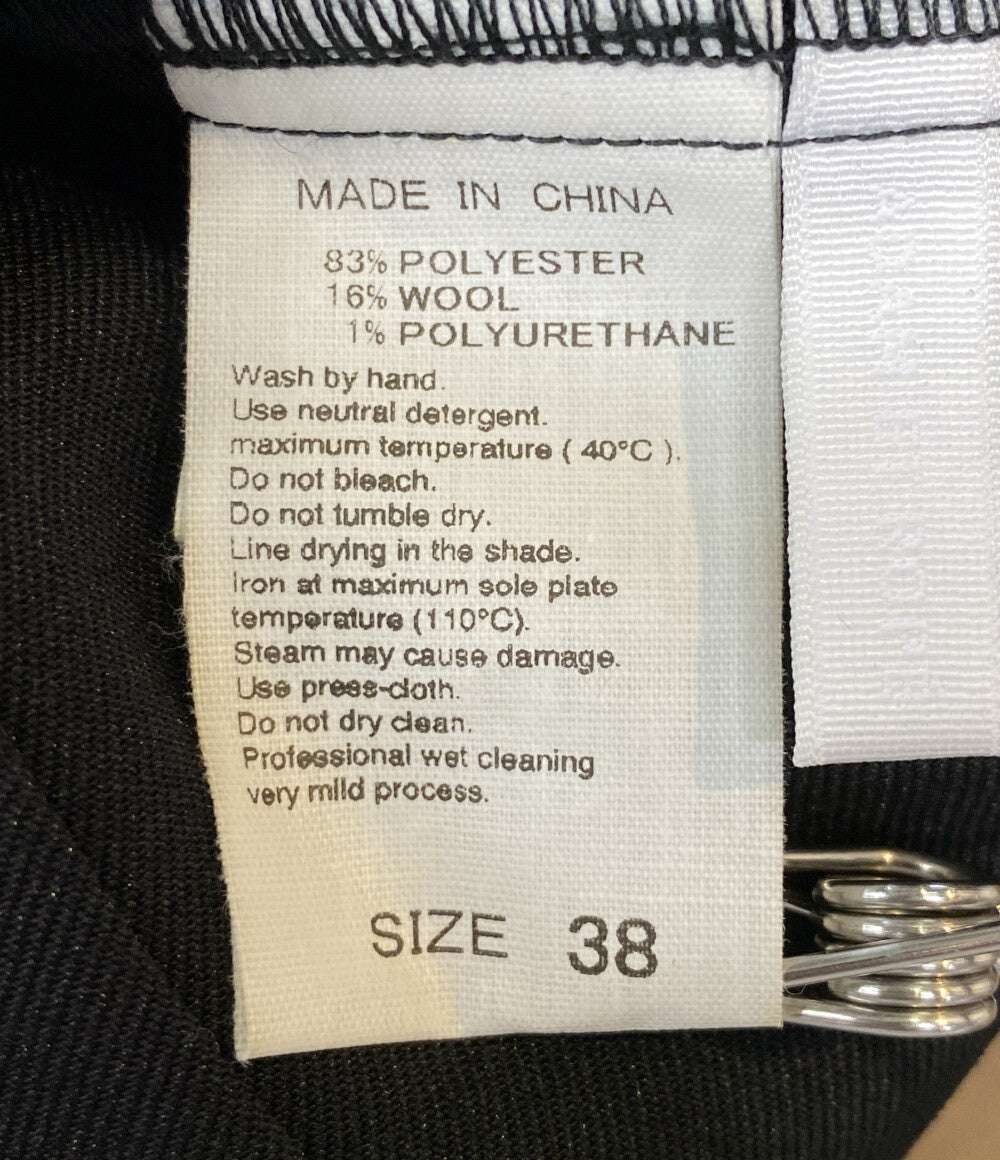 MADE IN CHINA
83% POLYESTER
16% WOOL
1% POLYURETHANE
Wash by hand.
Use neutral detergent.
maximum temperature ( 40°C ).
Do not bleach.
Do not tumble dry.
Line drying in the shade.
Iron at maximum sole plate
temperature (110°C).
Steam may cause damage.
Use press-cloth.
Do not dry clean.
Professional wet cleaning
very mild process.
SIZE 38